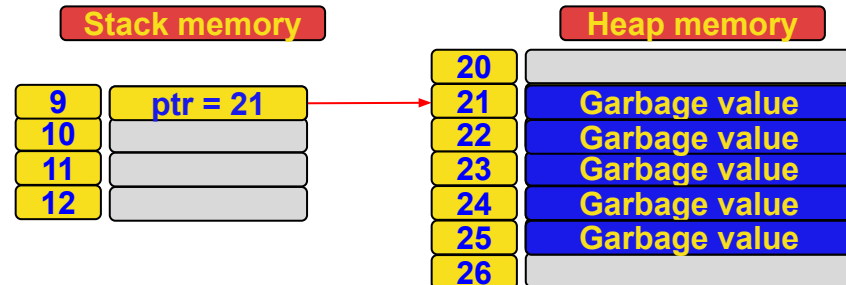 Stack memory
Heap memory
20
9 ptr = 21
21 Garbage value
10
22 Garbage value
11
23 Garbage value
12
24 Garbage value
25 Garbage value
26